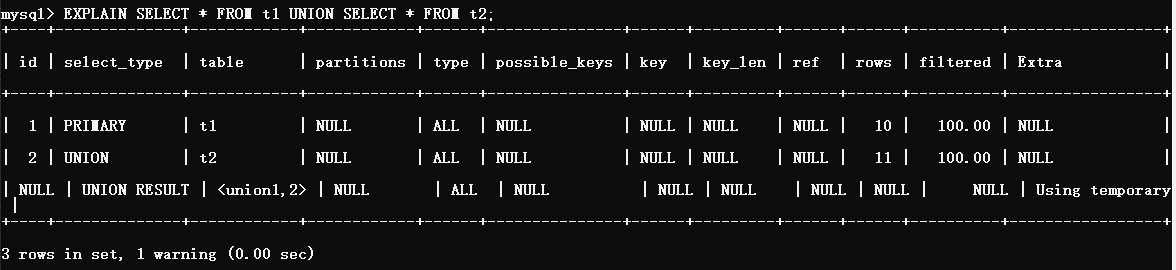 mysql> EXPLAIN SELECT * FROM t1 UNION SELECT * FROM t2;
+----+--------------+------------+------------+------+---------------+------+---------+------+------+----------+-----------------+
| id | select_type | table | partitions | type | possible_keys | key | key_len | ref | rows | filtered | Extra |
+----+--------------+------------+------------+------+---------------+------+---------+------+------+----------+-----------------+
| 1 | PRIMARY | t1 | NULL | ALL | NULL | NULL | NULL | NULL | 10 | 100.00 | NULL
| 2 | UNION | t2 | NULL | ALL | NULL | NULL | NULL | NULL | 11 | 100.00 | NULL
| NULL | UNION RESULT | <union1,2> | NULL | ALL | NULL | NULL | NULL | NULL | NULL | NULL | Using temporary
|
+----+--------------+------------+------------+------+---------------+------+---------+------+------+----------+-----------------+
3 rows in set, 1 warning (0.00 sec)